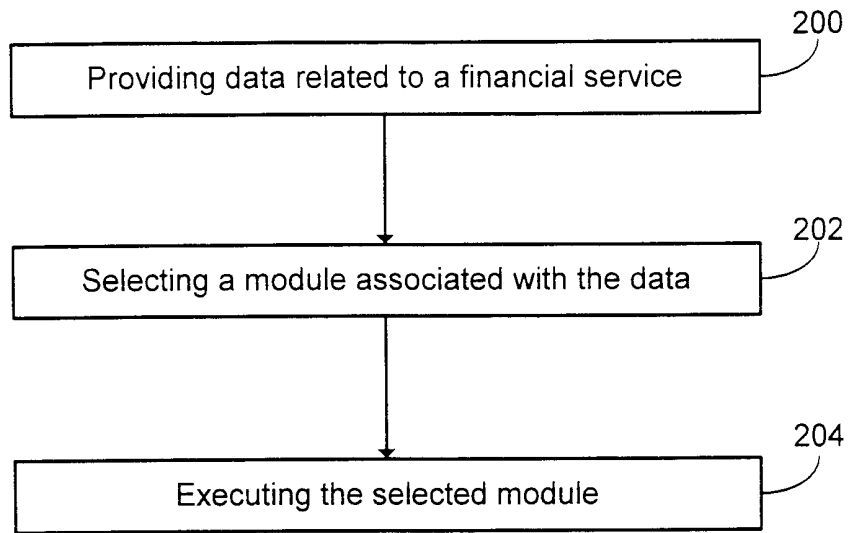 200
Providing data related to a financial service
202
Selecting a module associated with the data
204
Executing the selected module